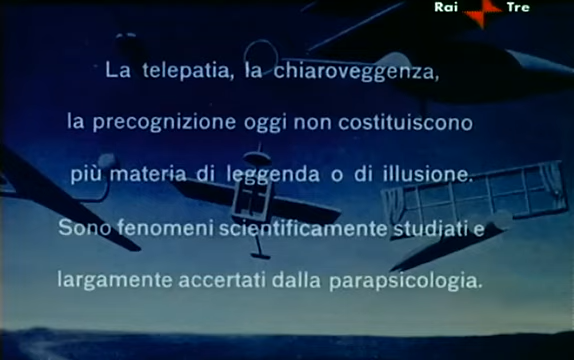 Rai Tre
La telepatia, la chiaroveggenza,
la precognizione oggi non costituiscono
più materia di leggenda o di illusione.
Sono fenomeni scientificamente studiati e
largamente accertati dalla parapsicologia.